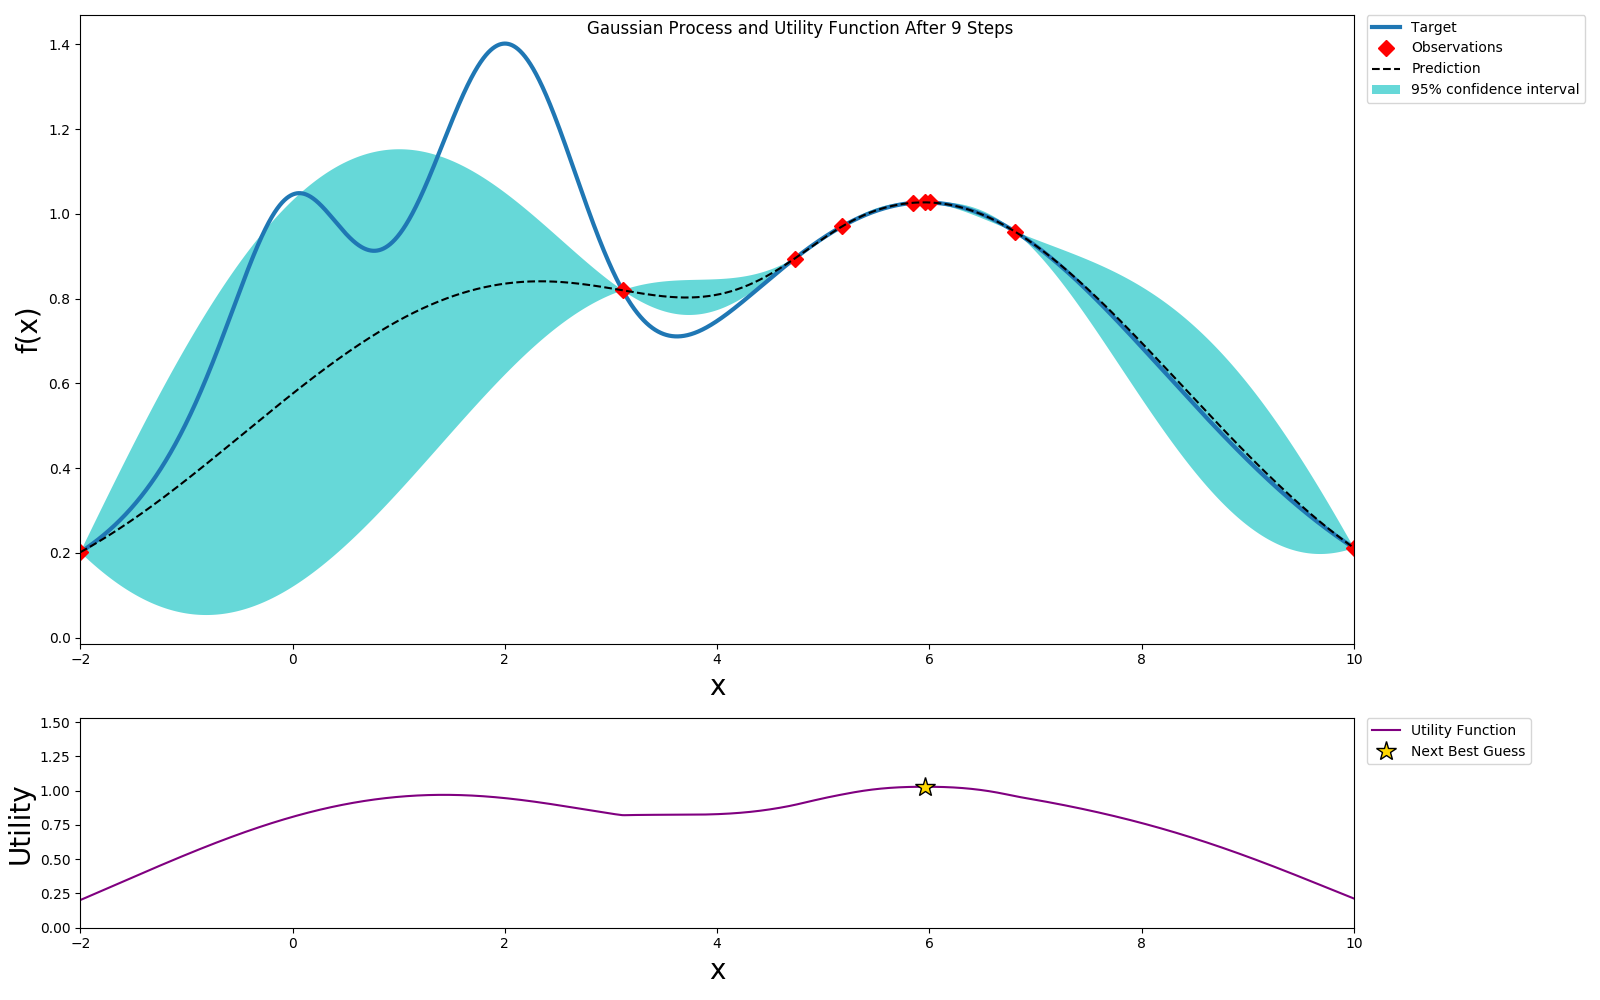 Gaussian Process and Utility Function After 9 Steps
Target
Observations
Prediction
95% confidence interval
f(x)
1.4
1.2
1.0
0.8
0.6
0.4
0.2
0.0
−2 0 2 4 6 8 10
x
Utility Function
Next Best Guess
Utility
1.50
1.25
1.00
0.75
0.50
0.25
0.00
−2 0 2 4 6 8 10
x